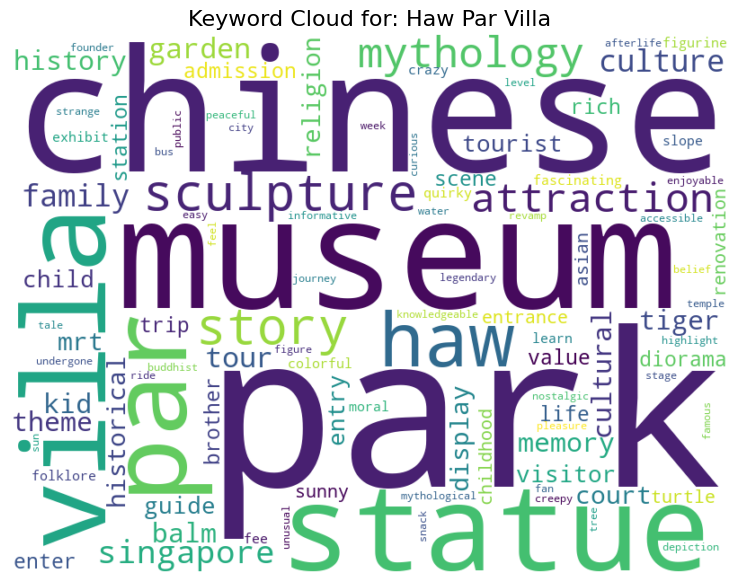 Keyword Cloud for: Haw Par Villa
founder
history
garden
admission
religion
mythology
crazy
afterlife
figurine
culture
chinese
strange
exhibit
station
public
bus
peaceful
city
week
curious
level
tourist
rich
slope
family
sculpture
scene
quirky
fascinating
attraction
enjoyable
easy
feel
informative
water
revamp
accessible
renovation
villa
child
museum
journey
legendary
asian
belief
temple
tale
mrt
undergone
trip
par
story
haw
knowledgeable
entrance
learn
tiger
highlight
buddhist
ride
tour
figure
colorful
value
cultural
diorama
stage
kid
theme
historical
brother
park
entry
moral
display
childhood
nostalgic
pleasure
life
memory
famous
sun
folklore
guide
sunny
mythological
visitor
fan
creepy
court
turtle
balm
fee
unusual
statue
snack
tree
depiction
enter
singapore